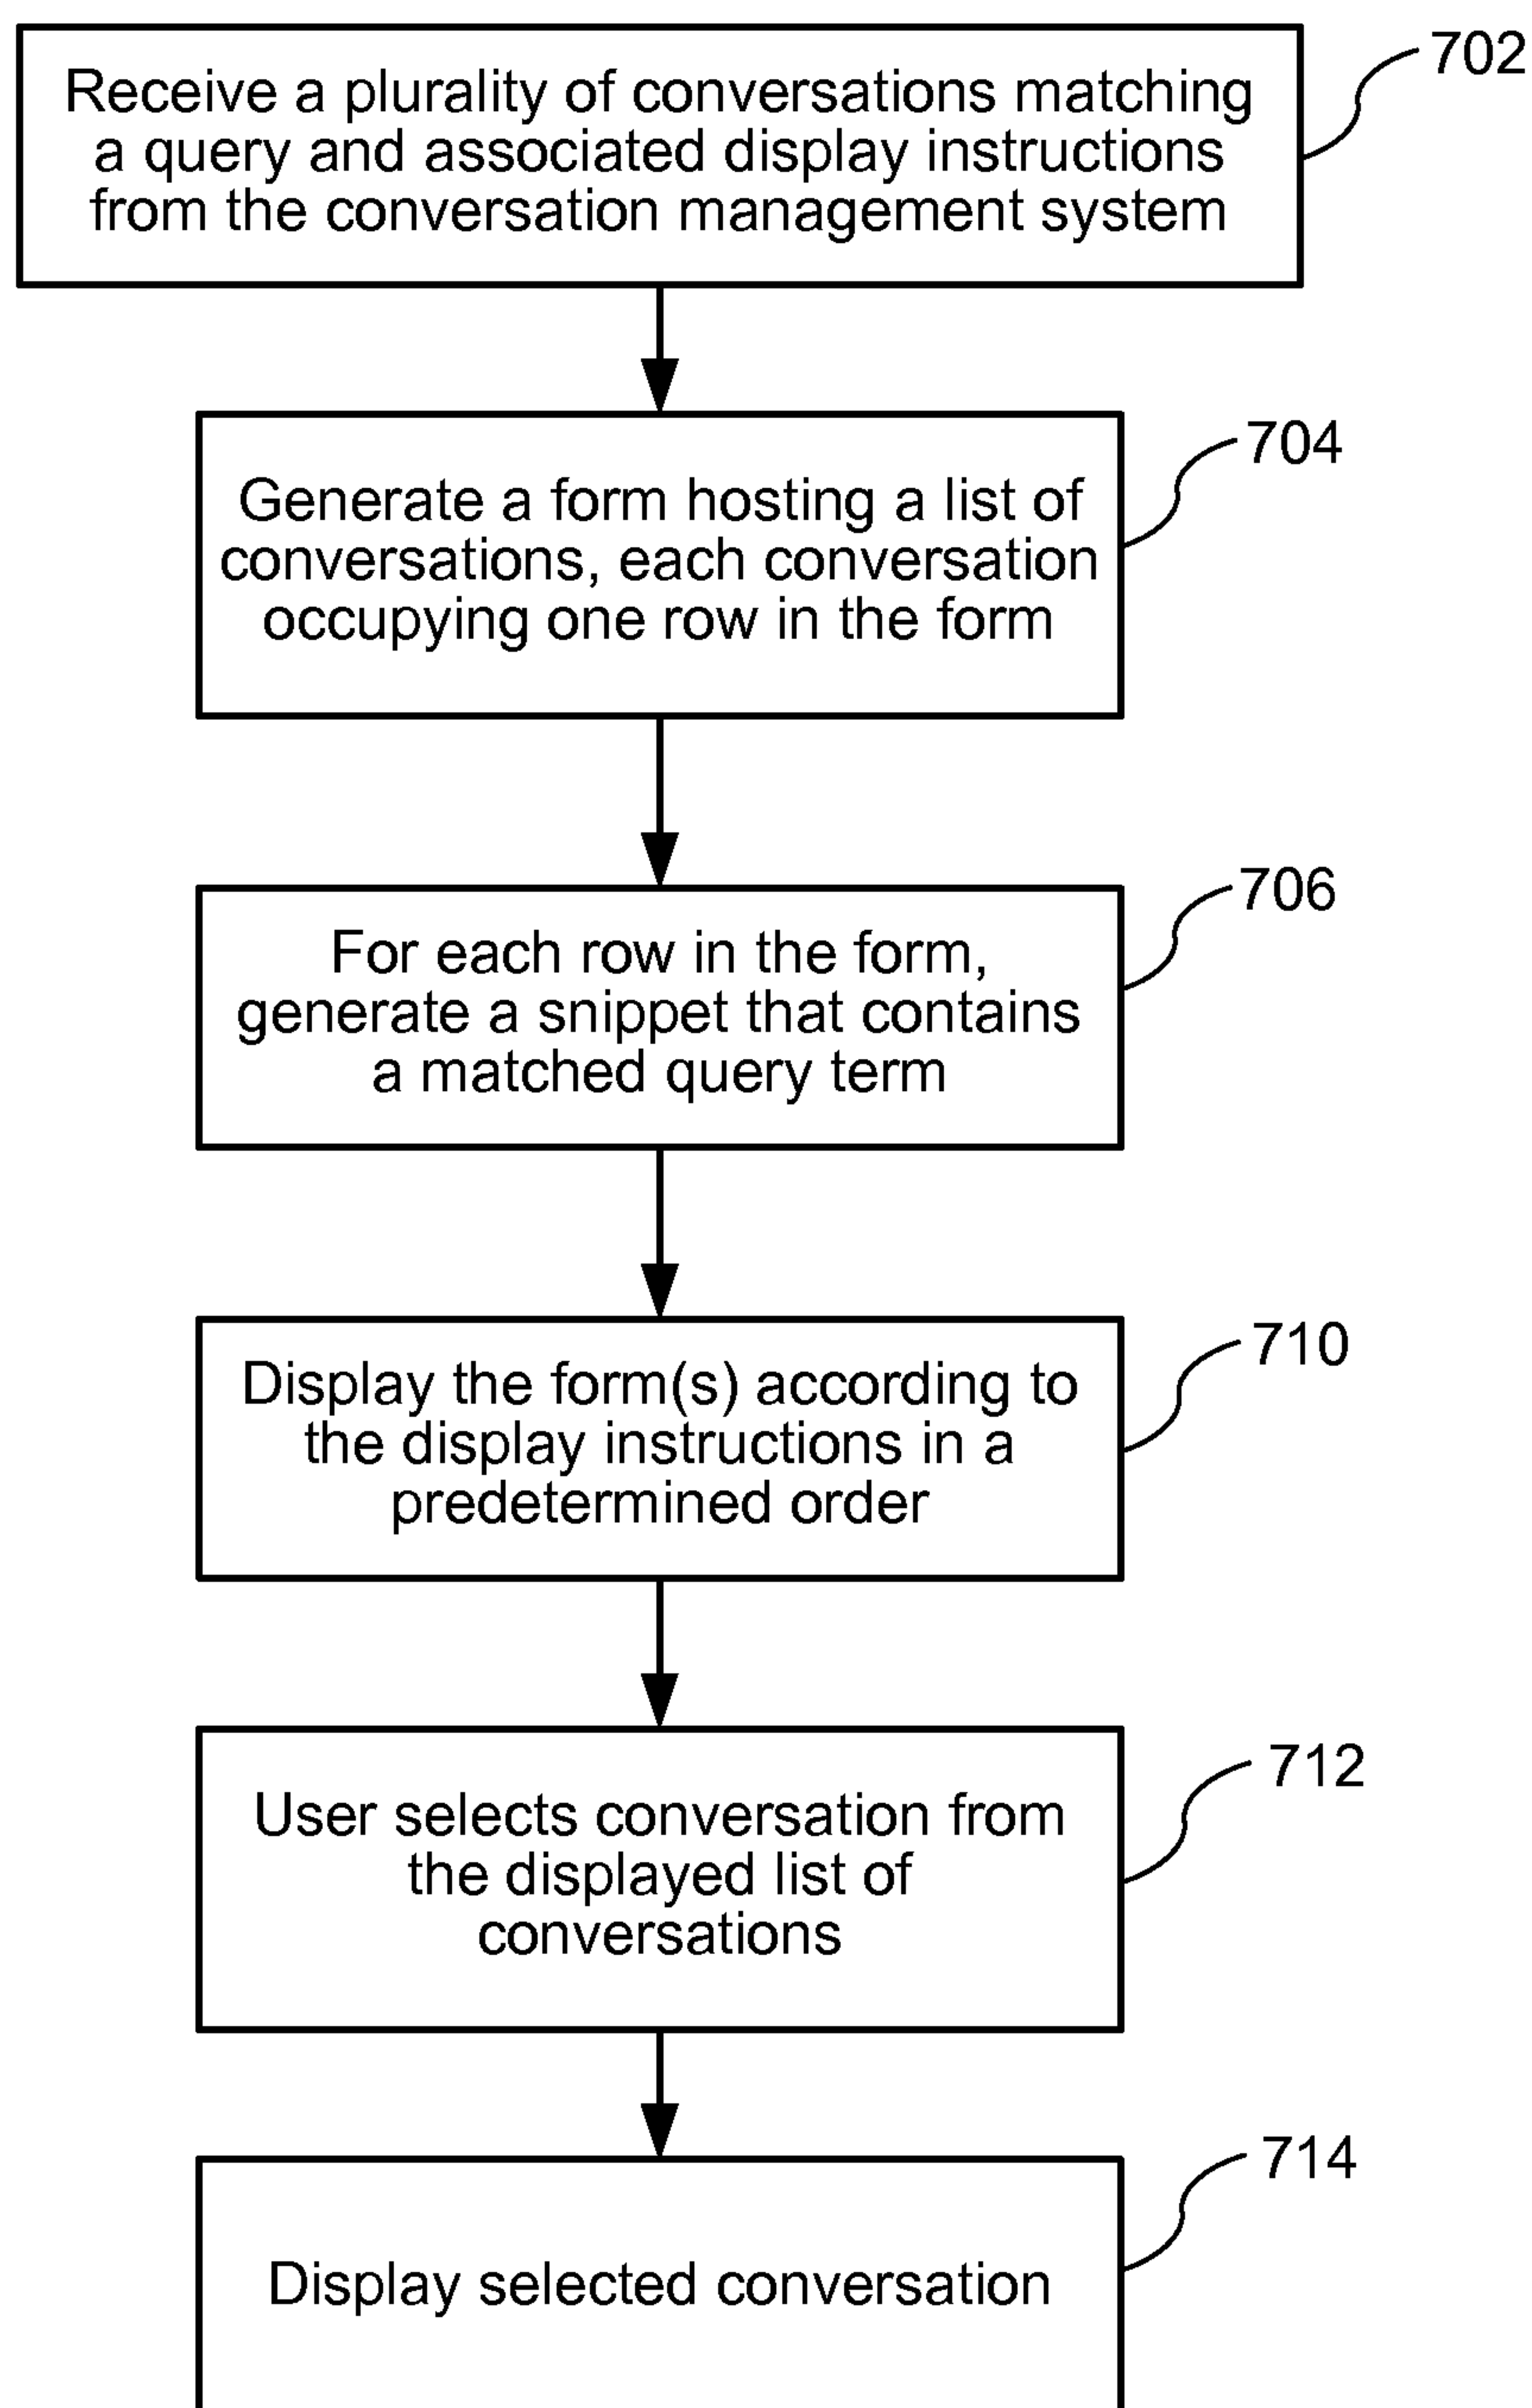 702
Receive a plurality of conversations matching
a query and associated display instructions
from the conversation management system
704
Generate a form hosting a list of
conversations, each conversation
occupying one row in the form
706
For each row in the form,
generate a snippet that contains
a matched query term
710
Display the form(s) according to
the display instructions in a
predetermined order
712
User selects conversation from
the displayed list of
conversations
714
Display selected conversation